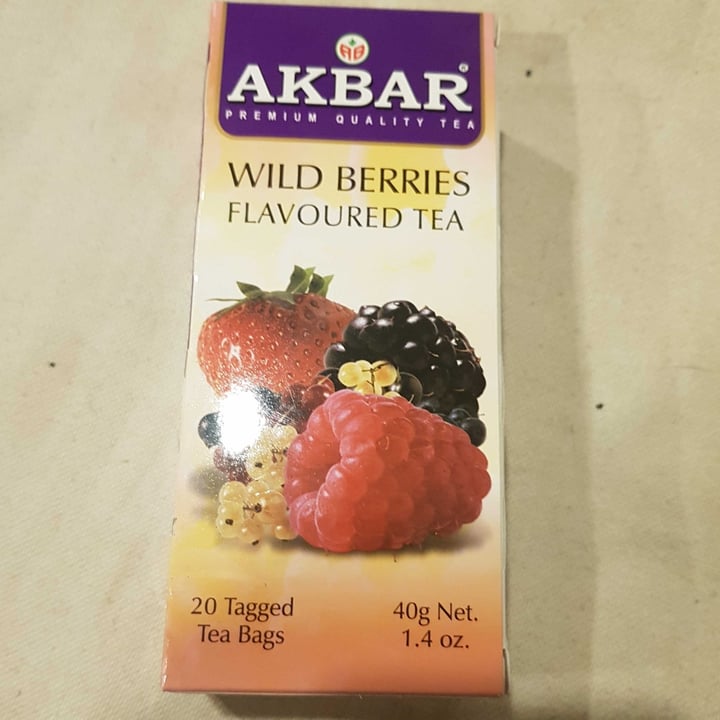 AKBAR®
PREMIUM QUALITY TEA
WILD BERRIES
FLAVOURED TEA
20 Tagged
Tea Bags
40g Net.
1.4 oz.